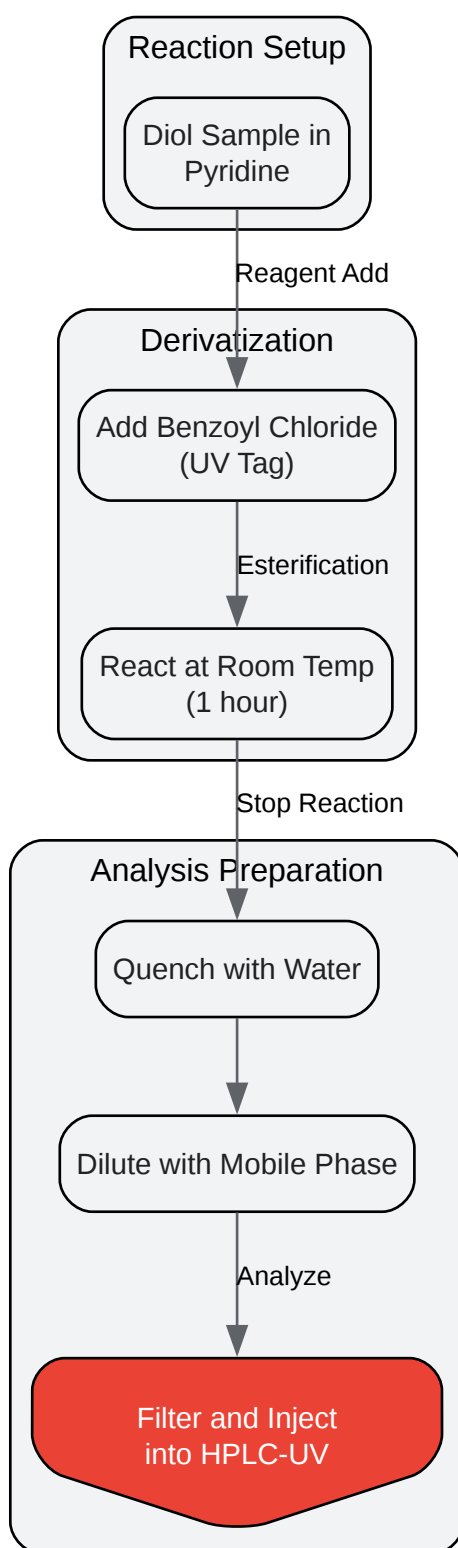 Reaction Setup
Diol Sample in
Pyridine
Reagent Add
Derivatization
Add Benzoyl Chloride
(UV Tag)
Esterification
React at Room Temp
(1 hour)
Stop Reaction
Analysis Preparation
Quench with Water
Dilute with Mobile Phase
Analyze
Filter and Inject
into HPLC-UV